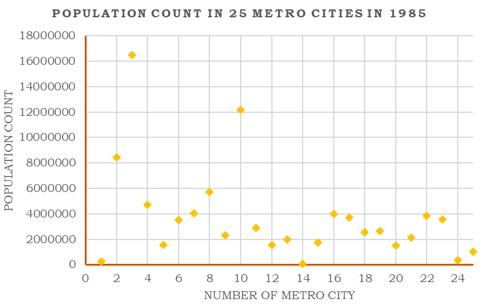 POPULATION COUNT IN 25 METRO CITIES IN 1985
18000000
16000000
14000000
12000000
10000000
8000000
6000000
4000000
2000000
0
POPULATION COUNT
0 2 4 6 8 10 12 14 16 18 20 22 24
NUMBER OF METRO CITY